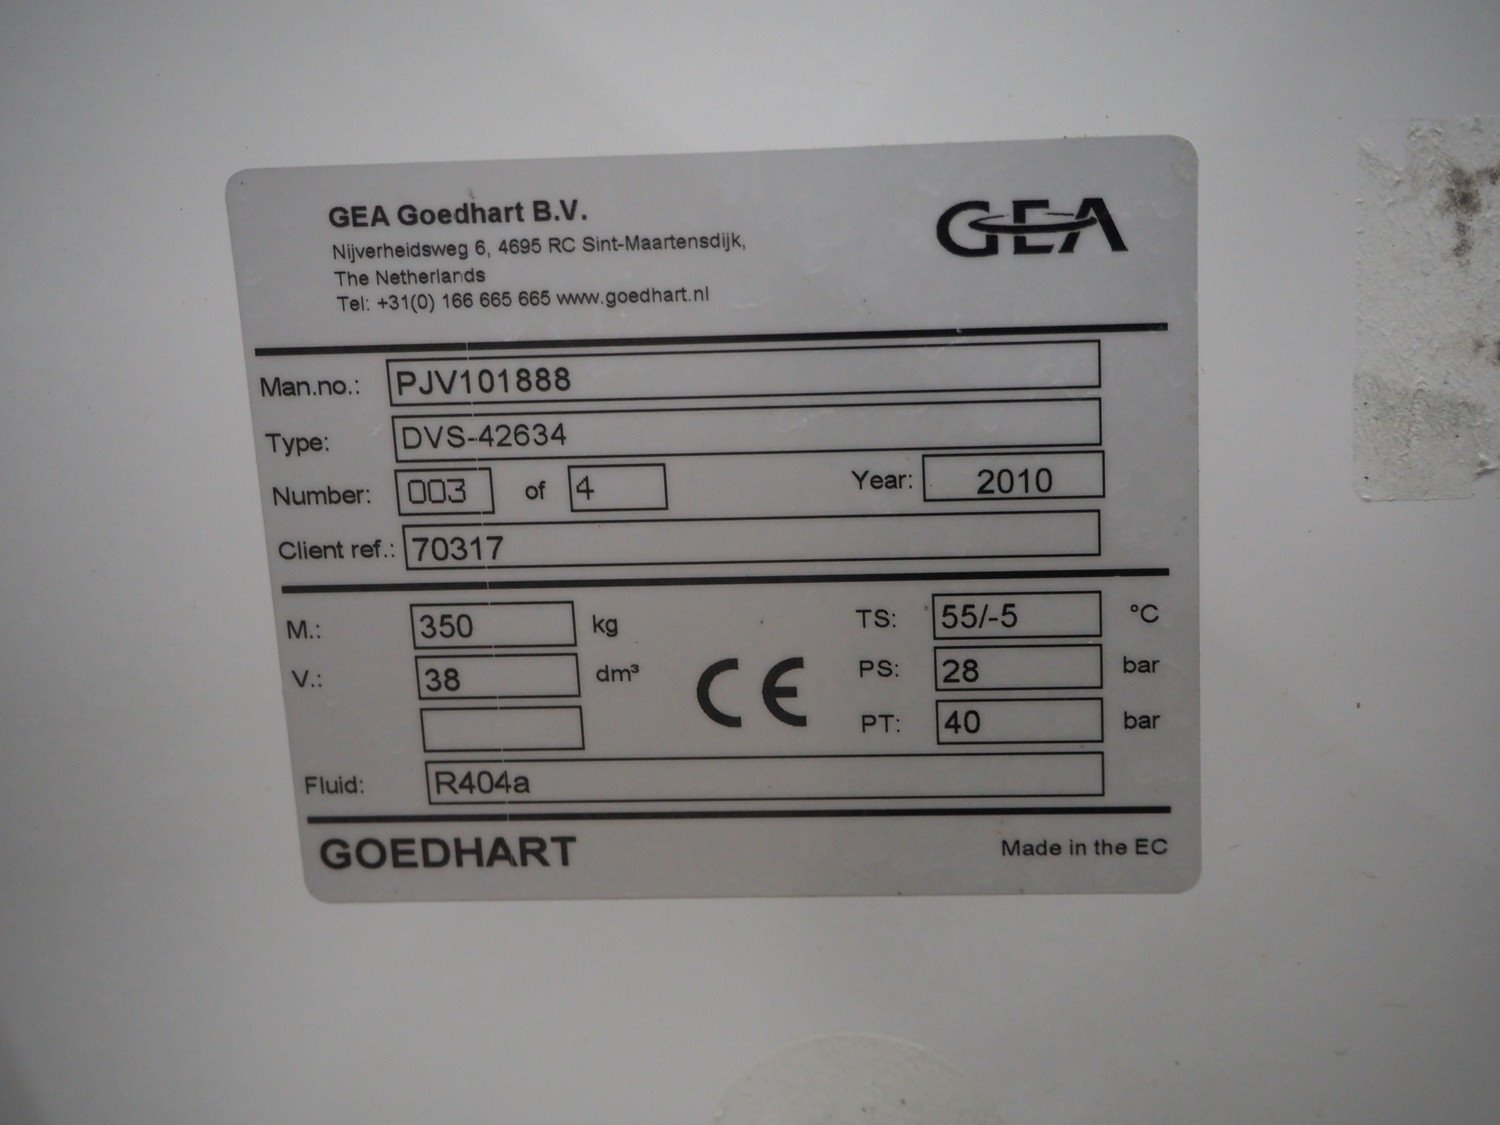 GEA Goedhart B.V.
Nijverheidsweg 6, 4695 RC Sint-Maartensdijk,
The Netherlands
Tel: +31(0) 166 665 665 www.goedhart.nl
GEA
Man.no.: PJV101888
Type: DVS-42634
Number: 003 of 4 Year: 2010
Client ref.: 70317
M.: 350 kg TS: 55/-5 °C
V.: 38 dm³ CE PS: 28 bar
PT: 40 bar
Fluid: R404a
GOEDHART Made in the EC